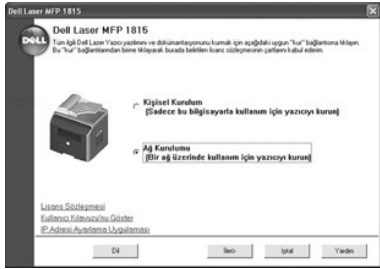 Dell Laser MFP 1815
Dell Laser MFP 1815
DELL
Tüm ilgili Dell Lazer Yazıcı yazılımını ve dokümantasyonunu kurmak için aşağıdaki uygun "kur" bağlantısına tıklayın.
Bu "kur" bağlantılarından birine tıklayarak burada belirtilen lisans sözleşmesinin şartlarını kabul ederim.
Kişisel Kurulum
(Sadece bu bilgisayarla kullanım için yazıcıyı kurun)
Ağ Kurulumu
(Bir ağ üzerinde kullanım için yazıcıyı kurun)
Lisans Sözleşmesi
Kullanıcı Kılavuzu'nu Göster
IP Adresi Ayarlama Uygulaması
Dil
İleri
İptal
Yardım